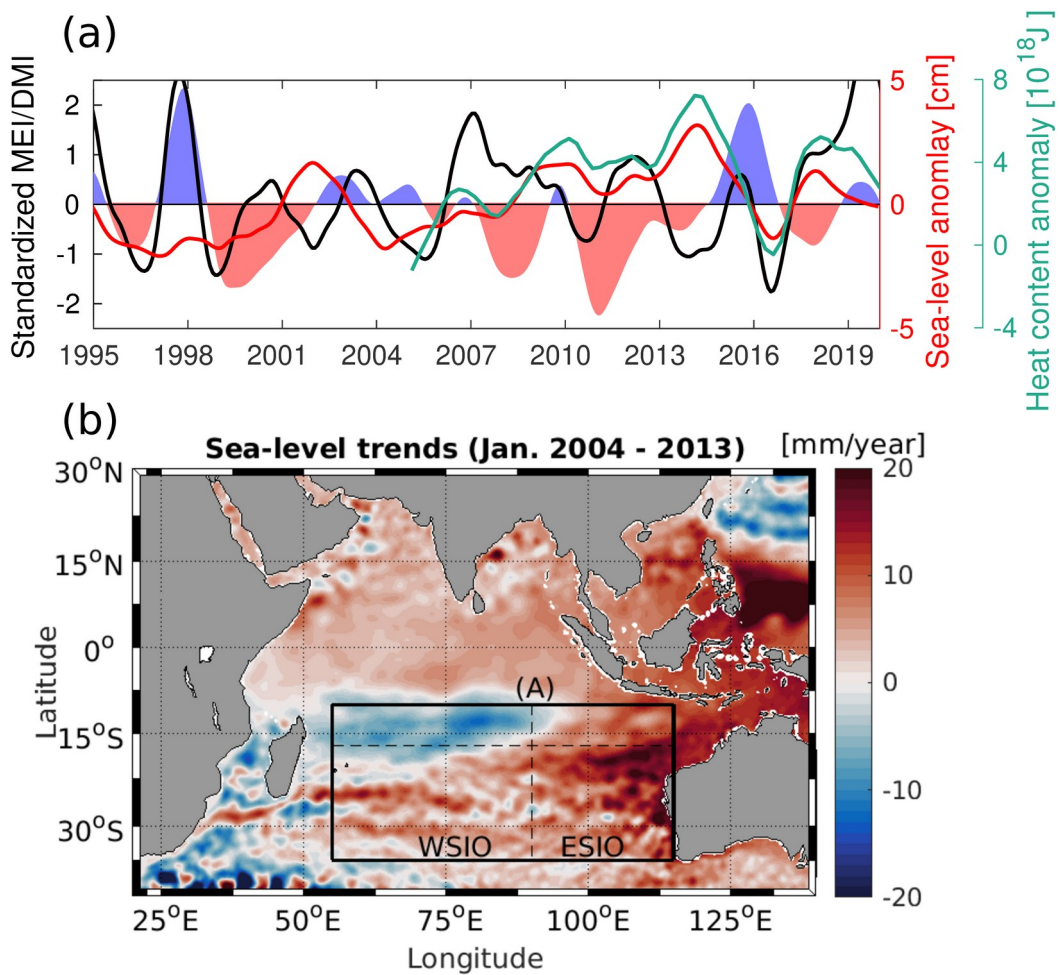 (a)
Standardized MEI/DMI
2
1
0
-1
-2
1995 1998 2001 2004 2007 2010 2013 2016 2019
5
0
-5
Sea-level anomlay [cm]
8
4
0
-4
Heat content anomaly [10 18J ]
(b)
Sea-level trends (Jan. 2004 - 2013) [mm/year]
30°N
15°N
0°
15°S
30°S
Latitude
(A)
WSIO ESIO
25°E 50°E 75°E 100°E 125°E
Longitude
20
10
0
-10
-20